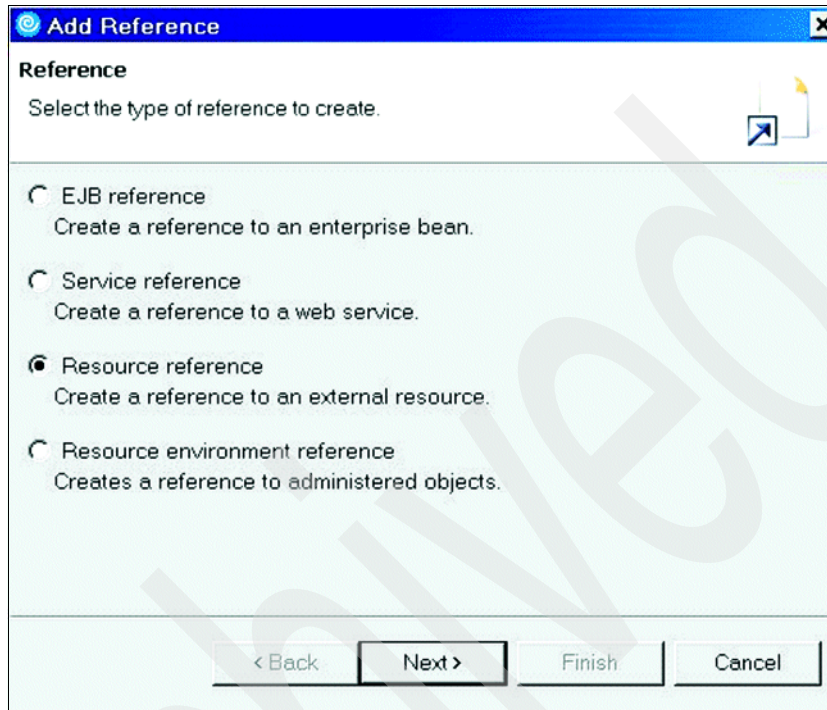 Add Reference
Reference
Select the type of reference to create.
EJB reference
Create a reference to an enterprise bean.
Service reference
Create a reference to a web service.
Resource reference
Create a reference to an external resource.
Resource environment reference
Creates a reference to administered objects.
< Back Next > Finish Cancel